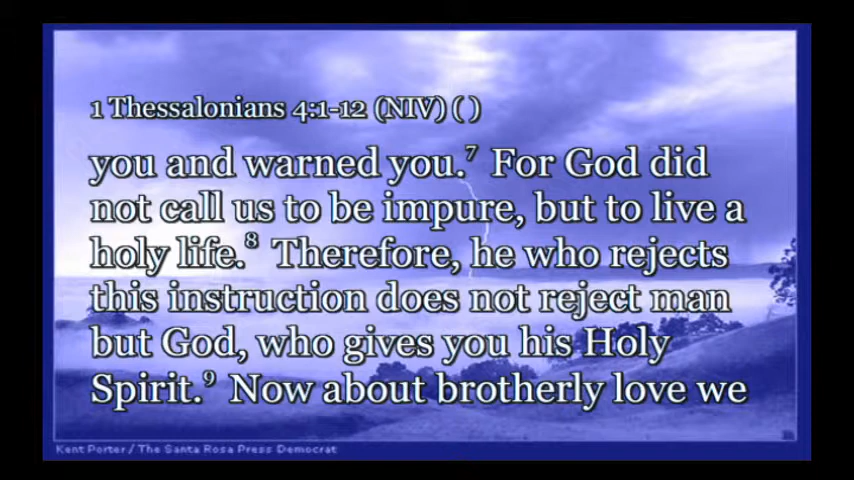 1 Thessalonians 4:1-12 (NIV) ( )
you and warned you.⁷ For God did
not call us to be impure, but to live a
holy life.⁸ Therefore, he who rejects
this instruction does not reject man
but God, who gives you his Holy
Spirit.⁹ Now about brotherly love we
Kent Porter / The Santa Rosa Press Democrat